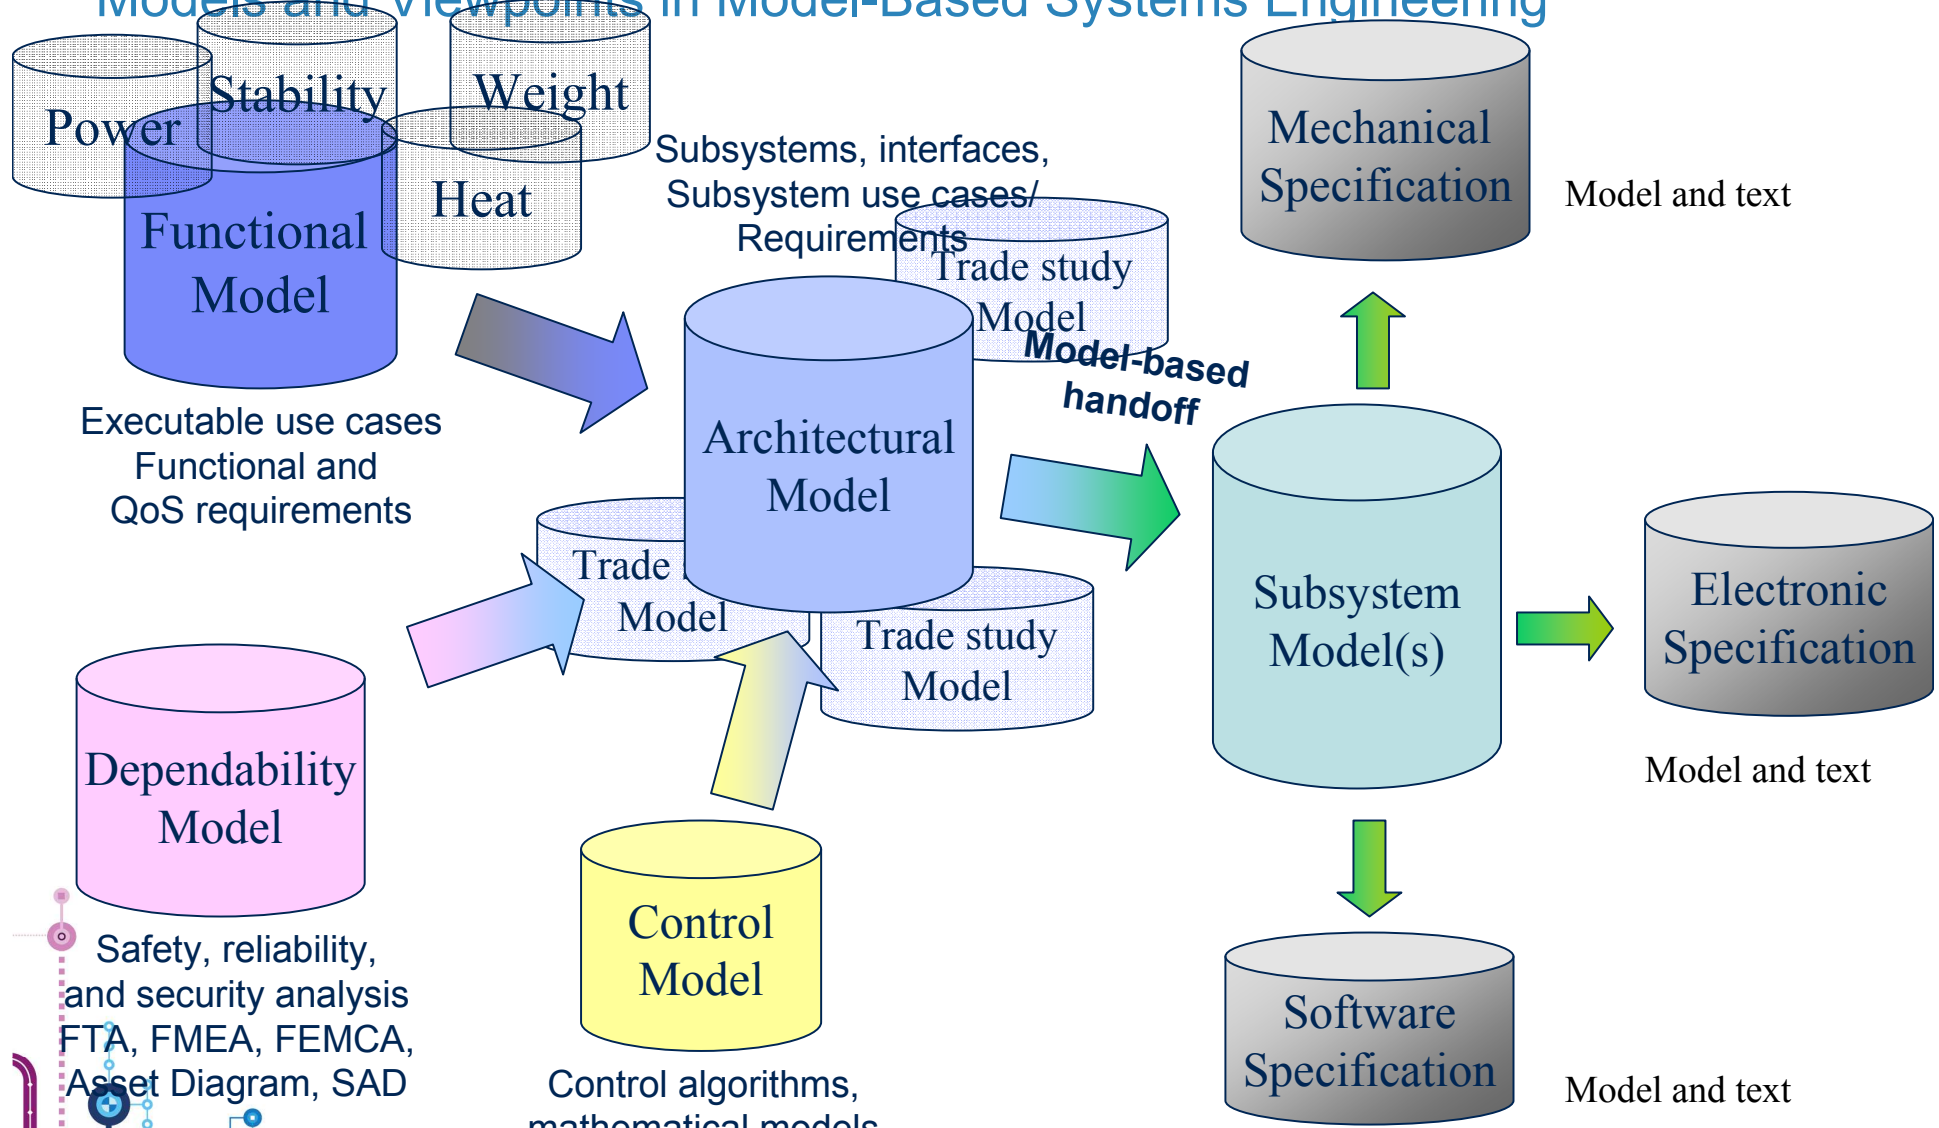 Models and Viewpoints in Model-Based Systems Engineering
Power
Stability
Weight
Heat
Functional
Model
Executable use cases
Functional and
QoS requirements
Subsystems, interfaces,
Subsystem use cases/
Requirements
Trade study
Model
Architectural
Model
Model-based
handoff
Trade
Model
Trade study
Model
Dependability
Model
Safety, reliability,
and security analysis
FTA, FMEA, FEMCA,
Asset Diagram, SAD
Control
Model
Control algorithms,
mathematical models
Subsystem
Model(s)
Mechanical
Specification
Model and text
Electronic
Specification
Model and text
Software
Specification
Model and text